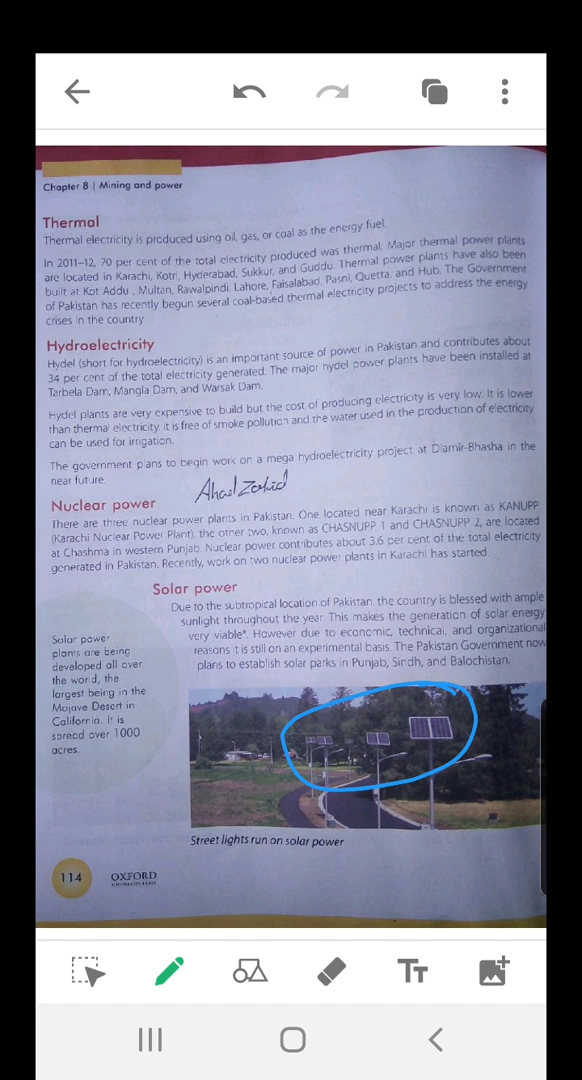 Chapter 8 | Mining and power
Thermal
Thermal electricity is produced using oil, gas, or coal as the energy fuel.
In 2011–12, 70 per cent of the total electricity produced was thermal. Major thermal power plants
are located in Karachi, Kotri, Hyderabad, Sukkur, and Guddu. Thermal power plants have also been
built at Kot Addu , Multan, Rawalpindi, Lahore, Faisalabad, Pasni, Quetta, and Hub. The Government
of Pakistan has recently begun several coal-based thermal electricity projects to address the energy
crises in the country.
Hydroelectricity
Hydel (short for hydroelectricity) is an important source of power in Pakistan and contributes about
34 per cent of the total electricity generated. The major hydel power plants have been installed at
Tarbela Dam, Mangla Dam, and Warsak Dam.
Hydel plants are very expensive to build but the cost of producing electricity is very low. It is lower
than thermal electricity. it is free of smoke pollution and the water used in the production of electricity
can be used for irrigation.
The government plans to begin work on a mega hydroelectricity project at Diamir-Bhasha in the
near future.
Ahad Zahid
Nuclear power
There are three nuclear power plants in Pakistan. One located near Karachi is known as KANUPP
(Karachi Nuclear Power Plant), the other two, known as CHASNUPP 1 and CHASNUPP 2, are located
at Chashma in western Punjab. Nuclear power contributes about 3.6 per cent of the total electricity
generated in Pakistan. Recently, work on two nuclear power plants in Karachi has started.
Solar power
Due to the subtropical location of Pakistan, the country is blessed with ample
sunlight throughout the year. This makes the generation of solar energy
very viable*. However due to economic, technical, and organizational
reasons it is still on an experimental basis. The Pakistan Government now
plans to establish solar parks in Punjab, Sindh, and Balochistan.
Solar power
plants are being
developed all over
the world, the
largest being in the
Mojave Desert in
California. It is
spread over 1000
acres.
Street lights run on solar power
114
OXFORD
UNIVERSITY PRESS
Tт